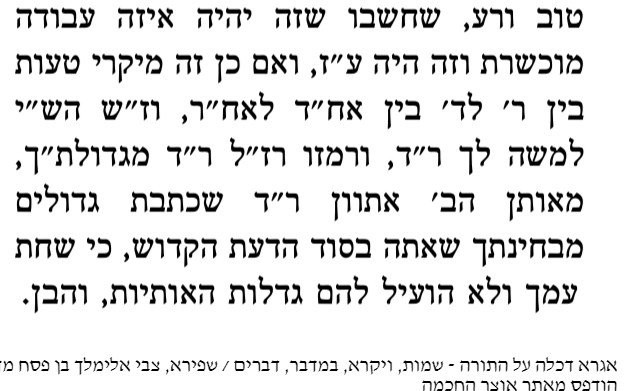 טוב ורע, שחשבו שזה יהיה איזה עבודה
מוכשרת וזה היה ע״ז, ואם כן זה מיקרי טעות
בין ר׳ לד׳ בין אח״ד לאח״ר, וז״ש הש״י
למשה לך ר״ד, ורמזו רז״ל ר״ד מגדולת״ך,
מאותן הב׳ אתוון ר״ד שכתבת גדולים
מבחינתך שאתה בסוד הדעת הקדוש, כי שחת
עמך ולא הועיל להם גדלות האותיות, והבן.
אגרא דכלה על התורה - שמות, ויקרא, במדבר, דברים / שפירא, צבי אלימלך בן פסח
הודפס מאתר אוצר החכמה